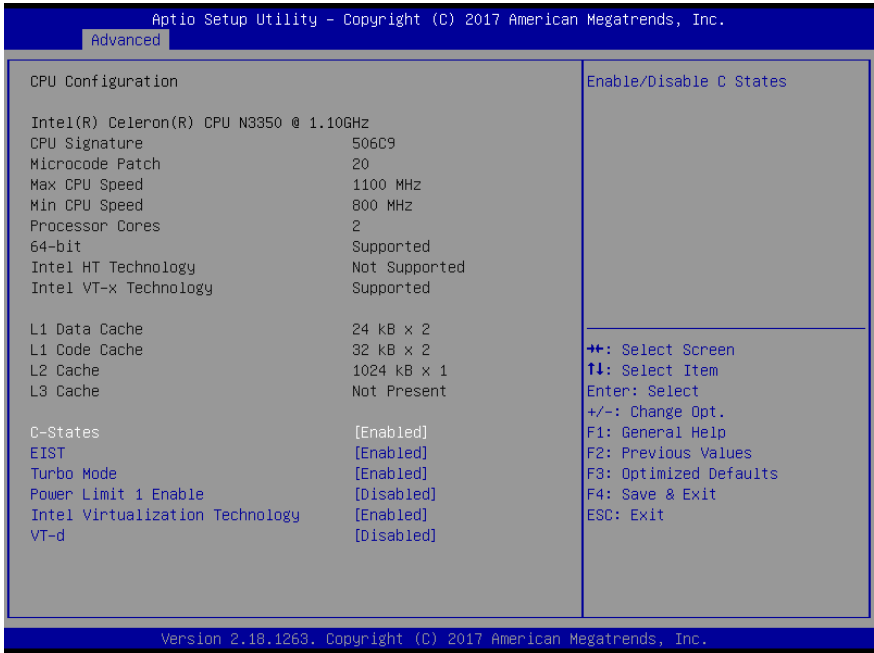 Aptio Setup Utility – Copyright (C) 2017 American Megatrends, Inc.
Advanced
CPU Configuration
Intel(R) Celeron(R) CPU N3350 @ 1.10GHz
CPU Signature 506C9
Microcode Patch 20
Max CPU Speed 1100 MHz
Min CPU Speed 800 MHz
Processor Cores 2
64-bit Supported
Intel HT Technology Not Supported
Intel VT-x Technology Supported
L1 Data Cache 24 kB x 2
L1 Code Cache 32 kB x 2
L2 Cache 1024 kB x 1
L3 Cache Not Present
C-States [Enabled]
EIST [Enabled]
Turbo Mode [Enabled]
Power Limit 1 Enable [Disabled]
Intel Virtualization Technology [Enabled]
VT-d [Disabled]
Enable/Disable C States
→←: Select Screen
↑↓: Select Item
Enter: Select
+/-: Change Opt.
F1: General Help
F2: Previous Values
F3: Optimized Defaults
F4: Save & Exit
ESC: Exit
Version 2.18.1263. Copyright (C) 2017 American Megatrends, Inc.